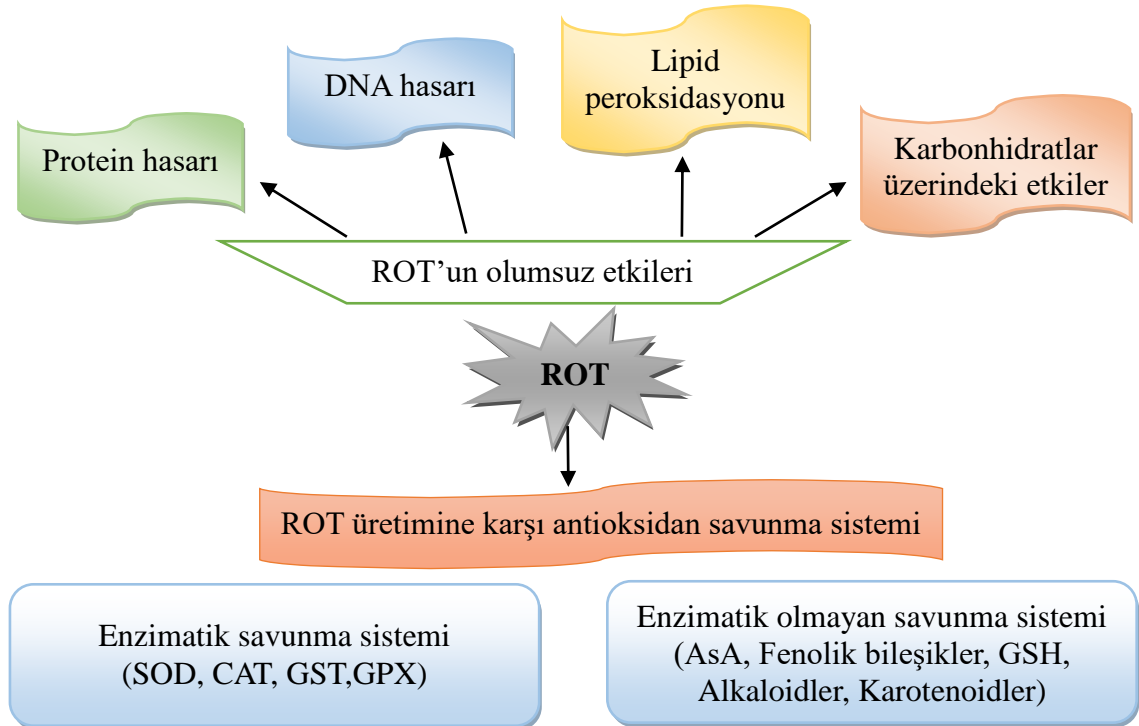 Protein hasarı
DNA hasarı
Lipid
peroksidasyonu
Karbonhidratlar
üzerindeki etkiler
ROT’un olumsuz etkileri
ROT
ROT üretimine karşı antioksidan savunma sistemi
Enzimatik savunma sistemi
(SOD, CAT, GST,GPX)
Enzimatik olmayan savunma sistemi
(AsA, Fenolik bileşikler, GSH,
Alkaloidler, Karotenoidler)